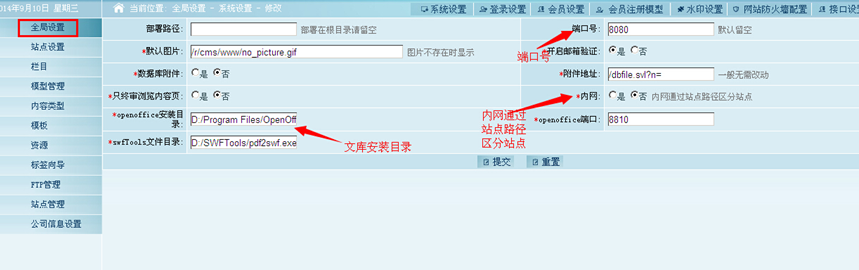 014年9月10日 星期三 当前位置: 全局设置 - 系统设置 - 修改 系统设置 登录设置 会员设置 会员注册模型 水印设置 网站防火墙配置 接口设
全局设置
站点设置
栏目
模型管理
内容类型
模板
资源
标签向导
FTP管理
站点管理
公司信息设置
部署路径: 部署在根目录请留空 端口号: 8080 默认留空
*默认图片: /r/cms/www/no_picture.gif 图片不存在时显示 *开启邮箱验证: 是 否
*数据库附件: 是 否 *附件地址: /dbfile.svl?n= 一般无需改动
*只终审浏览内容页: 是 否 *内网: 是 否 内网通过站点路径区分站点
*openoffice安装目
录: D:/Program Files/OpenOff *openoffice端口: 8810
*swfTools文件目录: D:/SWFTools/pdf2swf.exe
提交 重置
端口号
内网通过
站点路径
区分站点
文库安装目录